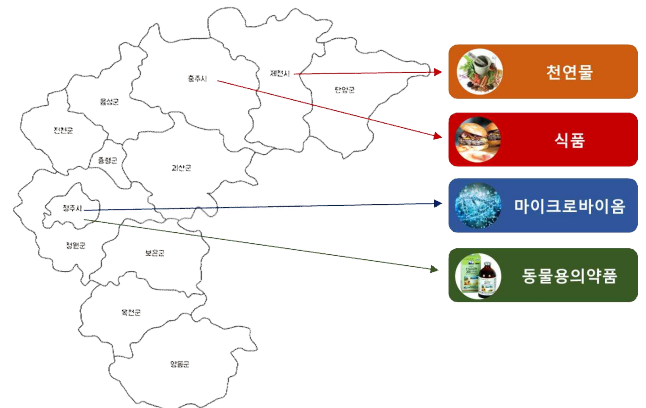 제천시
천연물
충주시
단양군
음성군
식품
진천군
증평군
괴산군
청주시
마이크로바이옴
청원군
보은군
동물용의약품
옥천군
영동군